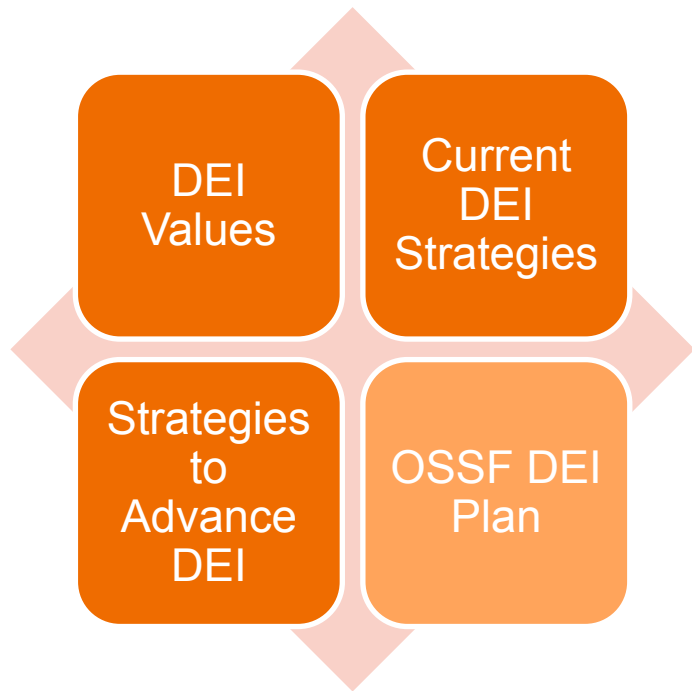 DEI
Values
Current
DEI
Strategies
Strategies
to
Advance
DEI
OSSF DEI
Plan